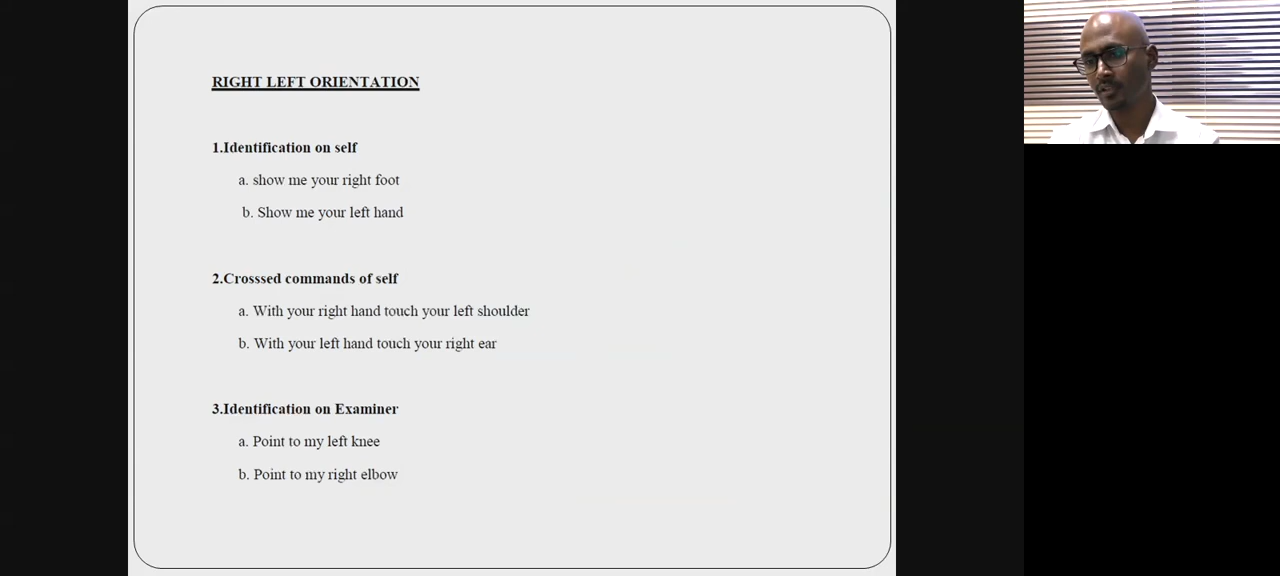 RIGHT LEFT ORIENTATION
1.Identification on self
a. show me your right foot
b. Show me your left hand
2.Crosssed commands of self
a. With your right hand touch your left shoulder
b. With your left hand touch your right ear
3.Identification on Examiner
a. Point to my left knee
b. Point to my right elbow